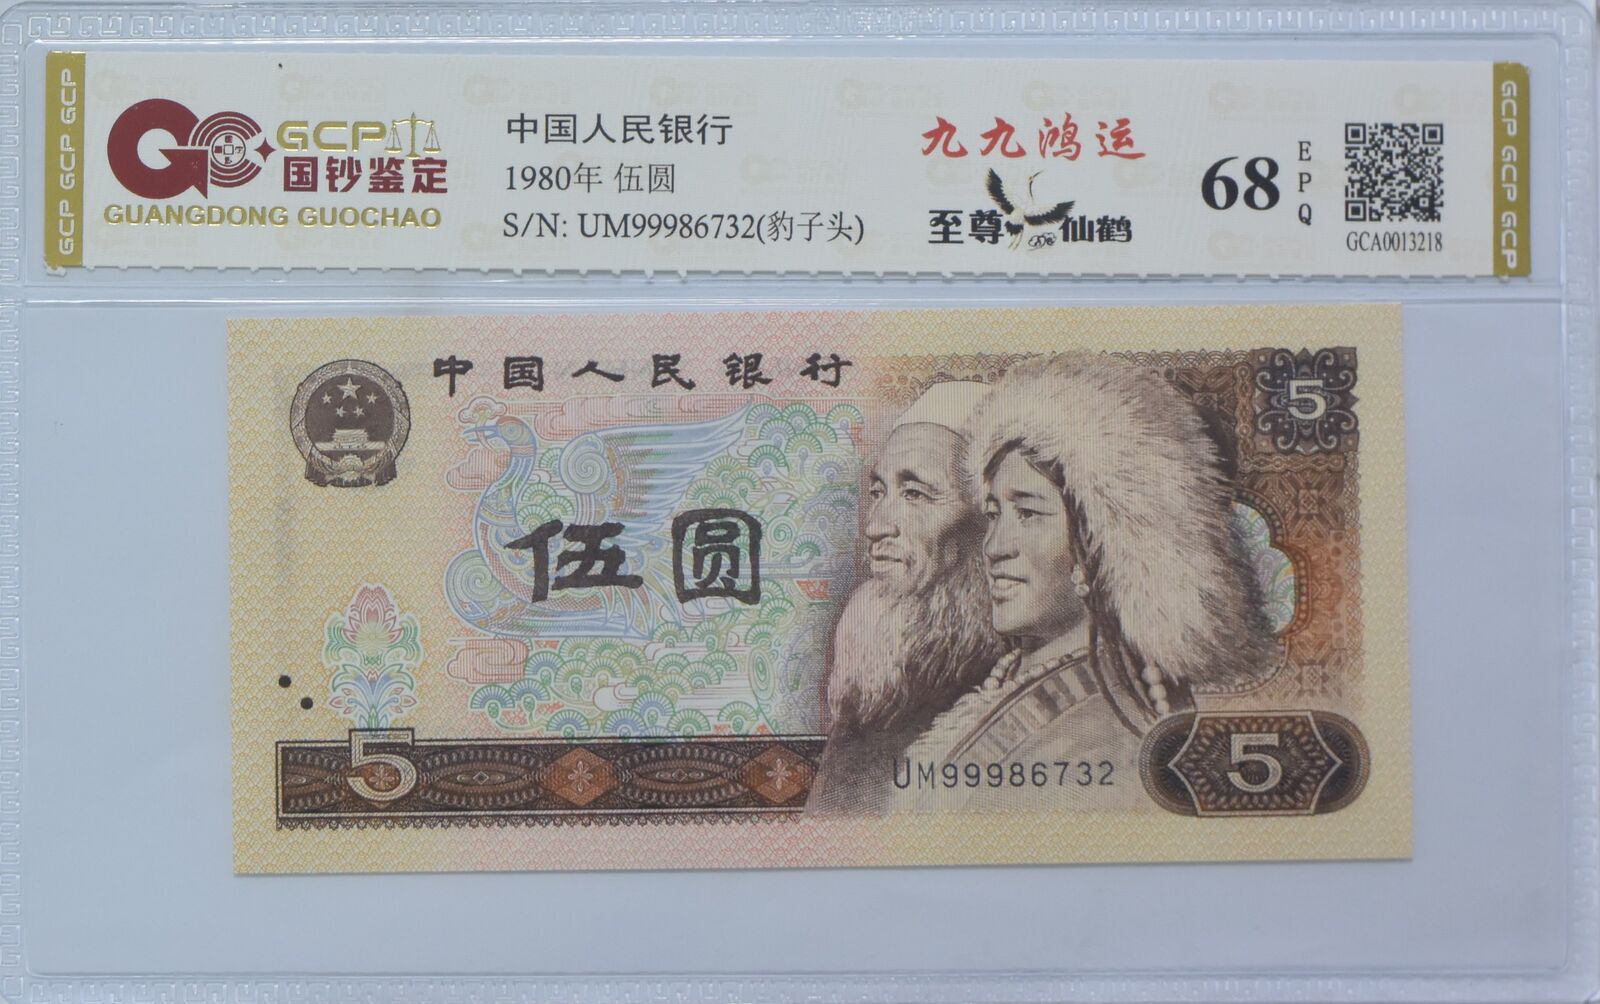 GCP GCP GCP
GCP
国钞鉴定
GUANGDONG GUOCHAO
中国人民银行
1980年 伍圆
S/N: UM99986732(豹子头)
九九鸿运
至尊 仙鹤
68
EPQ
GCA0013218
GCP GCP GCP
中国人民银行
5
伍圆
5
UM99986732
5